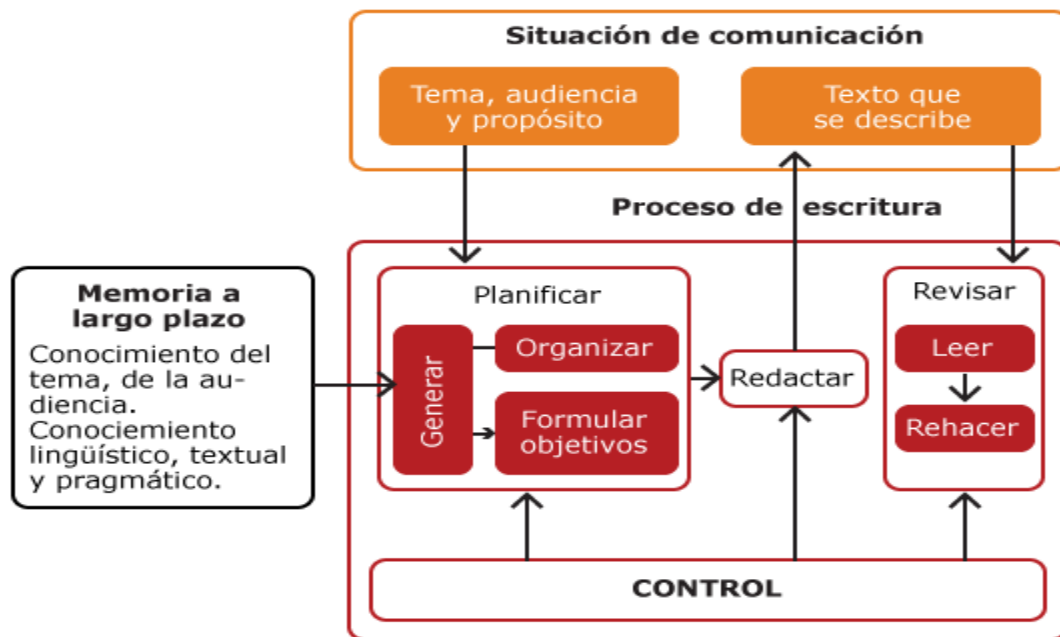 Situación de comunicación
Tema, audiencia
y propósito
Texto que
se describe
Proceso de escritura
Memoria a
largo plazo
Conocimiento del
tema, de la au-
diencia.
Conociemiento
lingüístico, textual
y pragmático.
Planificar
Generar
Organizar
Formular
objetivos
Redactar
Revisar
Leer
Rehacer
CONTROL